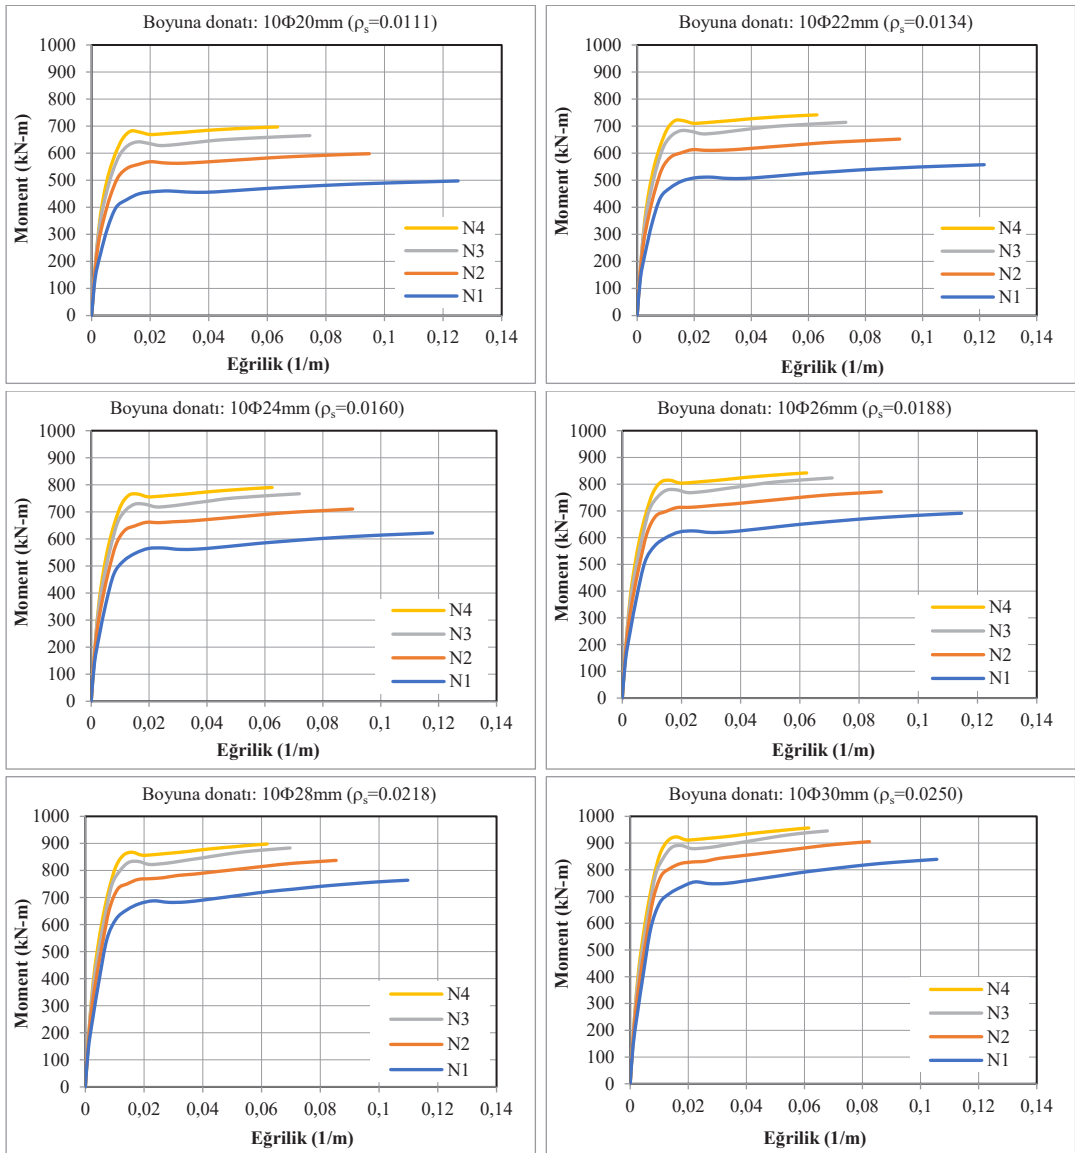 Boyuna donatı: 10Φ20mm (ρs=0.0111)
1000
900
800
700
600
500
400
300
200
100
0
Moment (kN-m)
N4
N3
N2
N1
0 0,02 0,04 0,06 0,08 0,1 0,12 0,14
Eğrilik (1/m)
Boyuna donatı: 10Φ22mm (ρs=0.0134)
1000
900
800
700
600
500
400
300
200
100
0
Moment (kN-m)
N4
N3
N2
N1
0 0,02 0,04 0,06 0,08 0,1 0,12 0,14
Eğrilik (1/m)
Boyuna donatı: 10Φ24mm (ρs=0.0160)
1000
900
800
700
600
500
400
300
200
100
0
Moment (kN-m)
N4
N3
N2
N1
0 0,02 0,04 0,06 0,08 0,1 0,12 0,14
Eğrilik (1/m)
Boyuna donatı: 10Φ26mm (ρs=0.0188)
1000
900
800
700
600
500
400
300
200
100
0
Moment (kN-m)
N4
N3
N2
N1
0 0,02 0,04 0,06 0,08 0,1 0,12 0,14
Eğrilik (1/m)
Boyuna donatı: 10Φ28mm (ρs=0.0218)
1000
900
800
700
600
500
400
300
200
100
0
Moment (kN-m)
N4
N3
N2
N1
0 0,02 0,04 0,06 0,08 0,1 0,12 0,14
Eğrilik (1/m)
Boyuna donatı: 10Φ30mm (ρs=0.0250)
1000
900
800
700
600
500
400
300
200
100
0
Moment (kN-m)
N4
N3
N2
N1
0 0,02 0,04 0,06 0,08 0,1 0,12 0,14
Eğrilik (1/m)